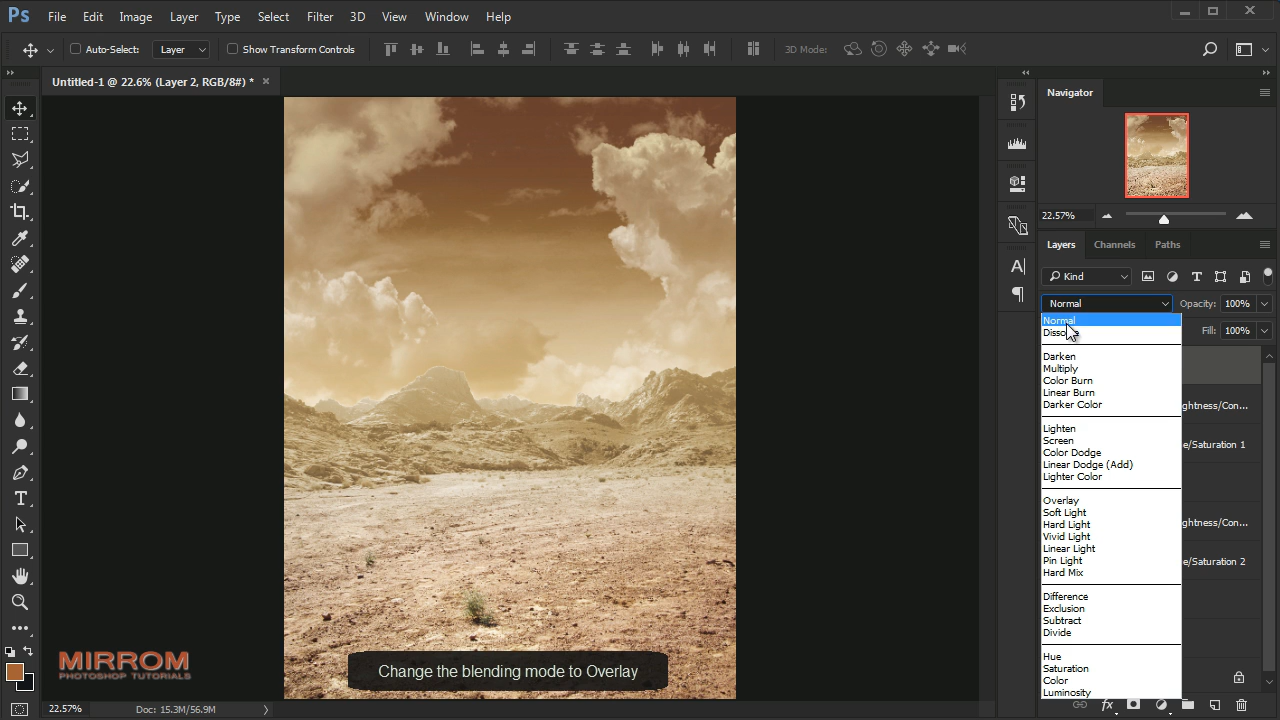 Ps File Edit Image Layer Type Select Filter 3D View Window Help
Auto-Select: Layer Show Transform Controls 3D Mode:
Untitled-1 @ 22.6% (Layer 2, RGB/8#) * ×
Navigator
22.57%
Layers Channels Paths
Kind
Normal Opacity: 100%
Fill: 100%
Normal
Dissolve
Darken
Multiply
Color Burn
Linear Burn
Darker Color
Lighten
Screen
Color Dodge
Linear Dodge (Add)
Lighter Color
Overlay
Soft Light
Hard Light
Vivid Light
Linear Light
Pin Light
Hard Mix
Difference
Exclusion
Subtract
Divide
Hue
Saturation
Color
Luminosity
ghtness/Con...
e/Saturation 1
ghtness/Con...
e/Saturation 2
MIRROM
PHOTOSHOP TUTORIALS
Change the blending mode to Overlay
22.57% Doc: 15.3M/56.9M
fx